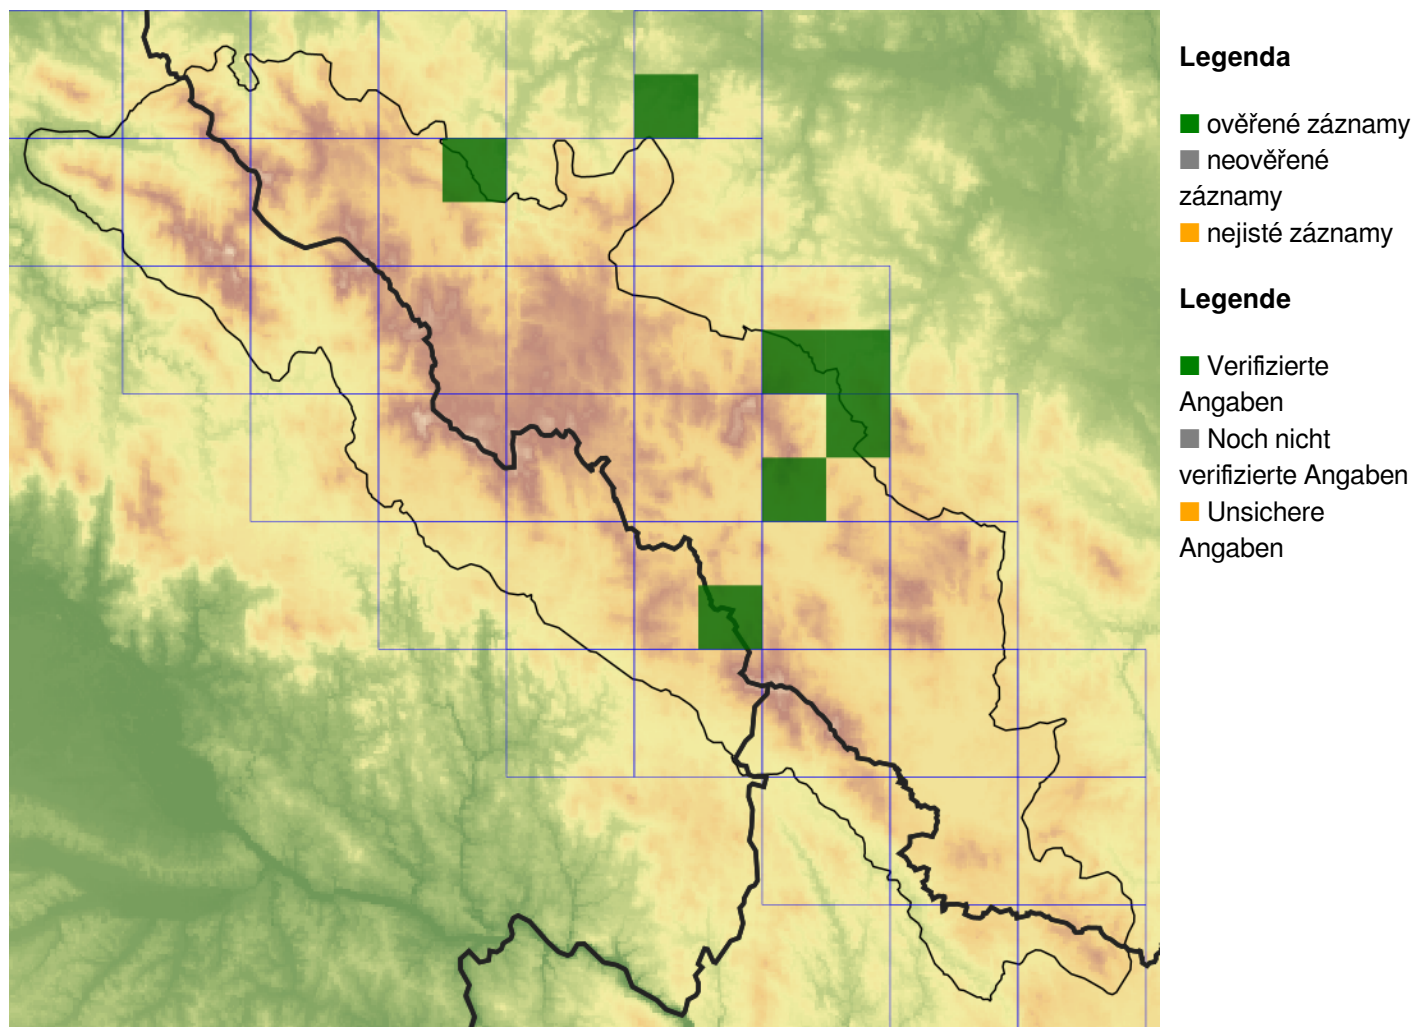 Legenda
ověřené záznamy
neověřené
záznamy
nejisté záznamy
Legende
Verifizierte
Angaben
Noch nicht
verifizierte Angaben
Unsichere
Angaben